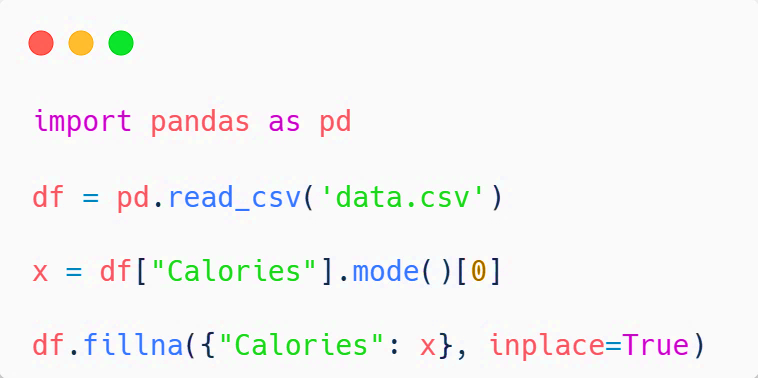 import pandas as pd
df = pd.read_csv('data.csv')
x = df["Calories"].mode()[0]
df.fillna({"Calories": x}, inplace=True)